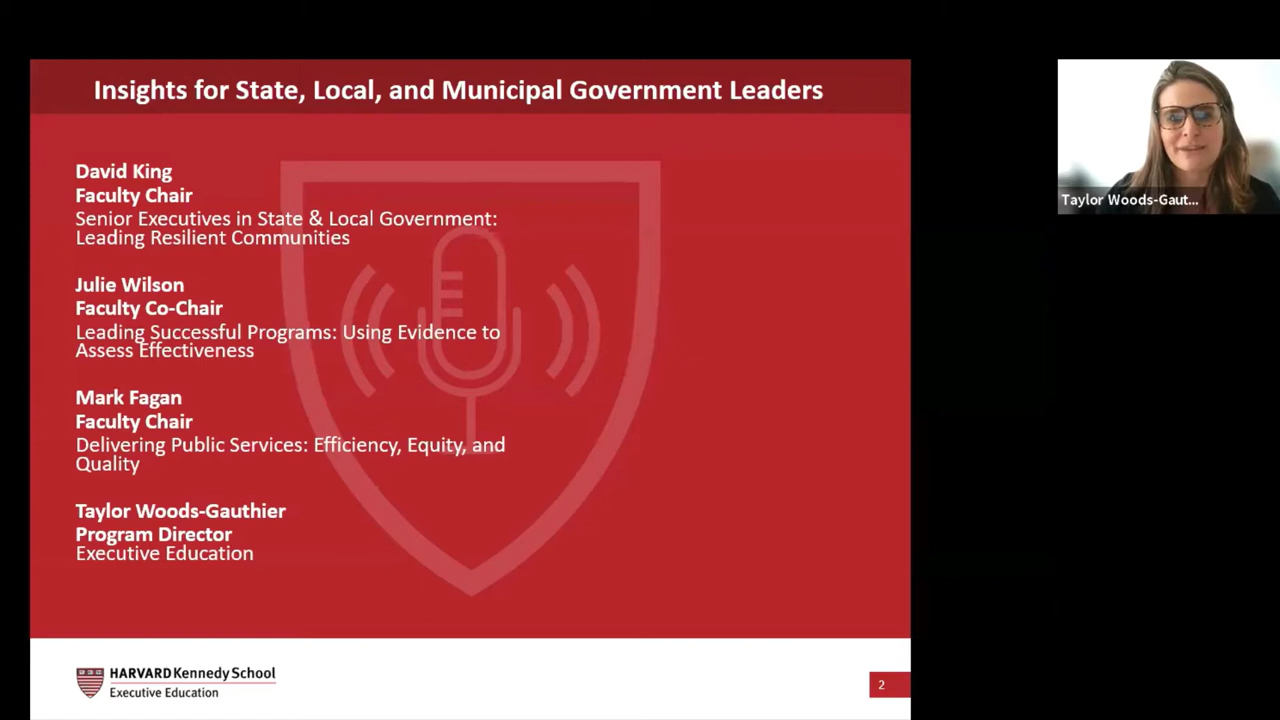 Insights for State, Local, and Municipal Government Leaders
David King
Faculty Chair
Senior Executives in State & Local Government:
Leading Resilient Communities
Julie Wilson
Faculty Co-Chair
Leading Successful Programs: Using Evidence to
Assess Effectiveness
Mark Fagan
Faculty Chair
Delivering Public Services: Efficiency, Equity, and
Quality
Taylor Woods-Gauthier
Program Director
Executive Education
HARVARD Kennedy School
Executive Education
2
Taylor Woods-Gaut...